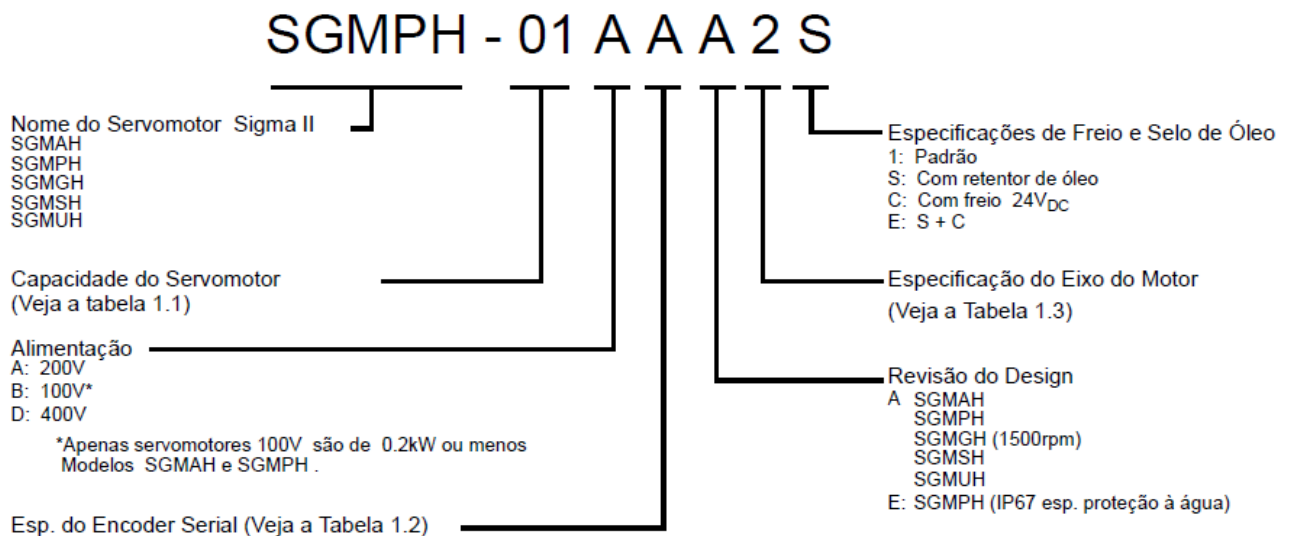 SGMPH - 01 A A A 2 S
Nome do Servomotor Sigma II
SGMAH
SGMPH
SGMGH
SGMSH
SGMUH
Capacidade do Servomotor
(Veja a tabela 1.1)
Alimentação
A: 200V
B: 100V*
D: 400V
*Apenas servomotores 100V são de 0.2kW ou menos
Modelos SGMAH e SGMPH .
Esp. do Encoder Serial (Veja a Tabela 1.2)
Especificações de Freio e Selo de Óleo
1: Padrão
S: Com retentor de óleo
C: Com freio 24VDC
E: S + C
Especificação do Eixo do Motor
(Veja a Tabela 1.3)
Revisão do Design
A SGMAH
SGMPH
SGMGH (1500rpm)
SGMSH
SGMUH
E: SGMPH (IP67 esp. proteção à água)